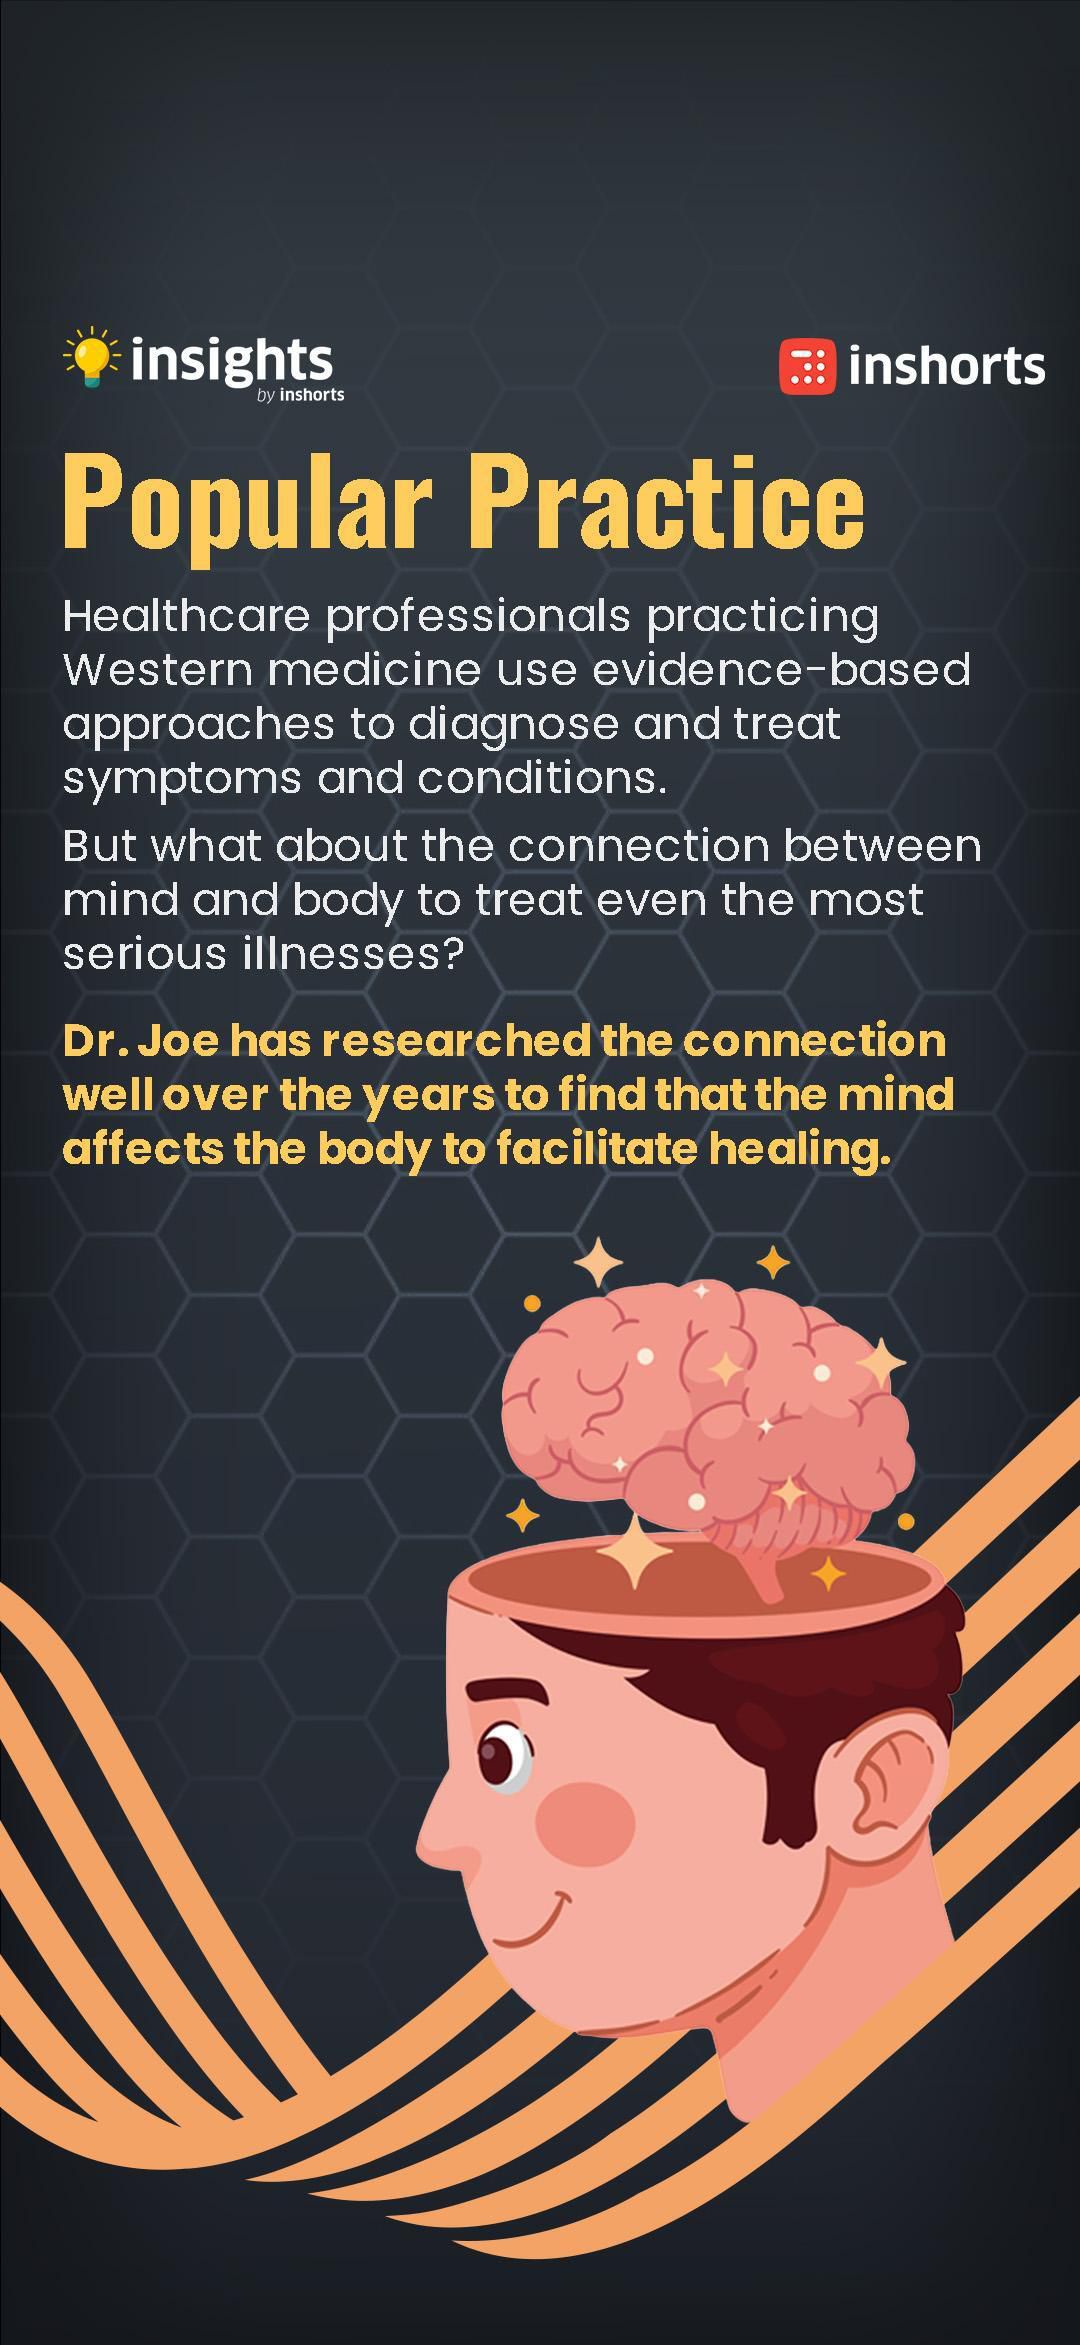 insights
by inshorts
inshorts
Popular Practice
Healthcare professionals practicing
Western medicine use evidence-based
approaches to diagnose and treat
symptoms and conditions.
But what about the connection between
mind and body to treat even the most
serious illnesses?
Dr. Joe has researched the connection
well over the years to find that the mind
affects the body to facilitate healing.